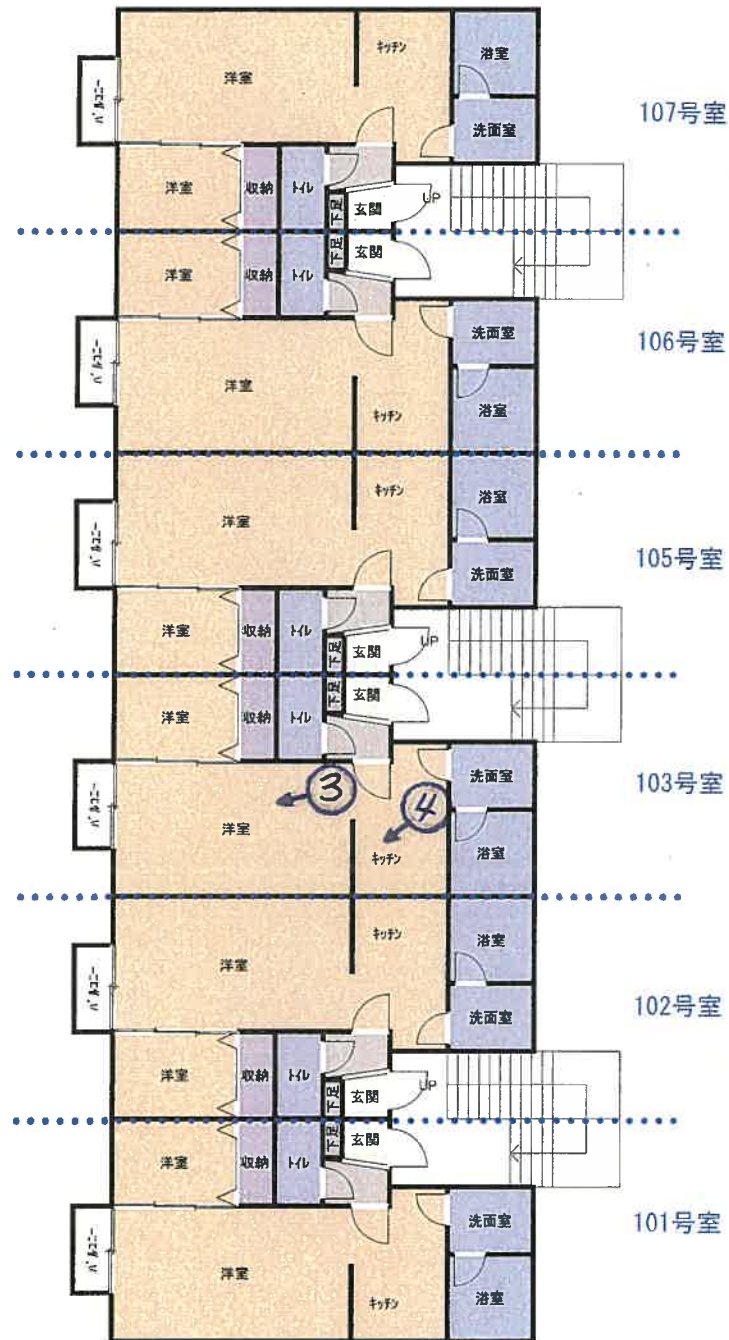 キッチン
浴室
洋室
バルコニー
107号室
洗面室
洋室
収納
トイレ
下足
玄関
UP
洋室
収納
トイレ
下足
玄関
洗面室
106号室
バルコニー
洋室
キッチン
浴室
キッチン
浴室
洋室
バルコニー
洗面室
105号室
洋室
収納
トイレ
下足
玄関
UP
洋室
収納
トイレ
下足
玄関
洗面室
103号室
③
④
バルコニー
洋室
キッチン
浴室
キッチン
浴室
洋室
バルコニー
洗面室
102号室
洋室
収納
トイレ
下足
玄関
UP
洋室
収納
トイレ
下足
玄関
洗面室
101号室
バルコニー
洋室
キッチン
浴室